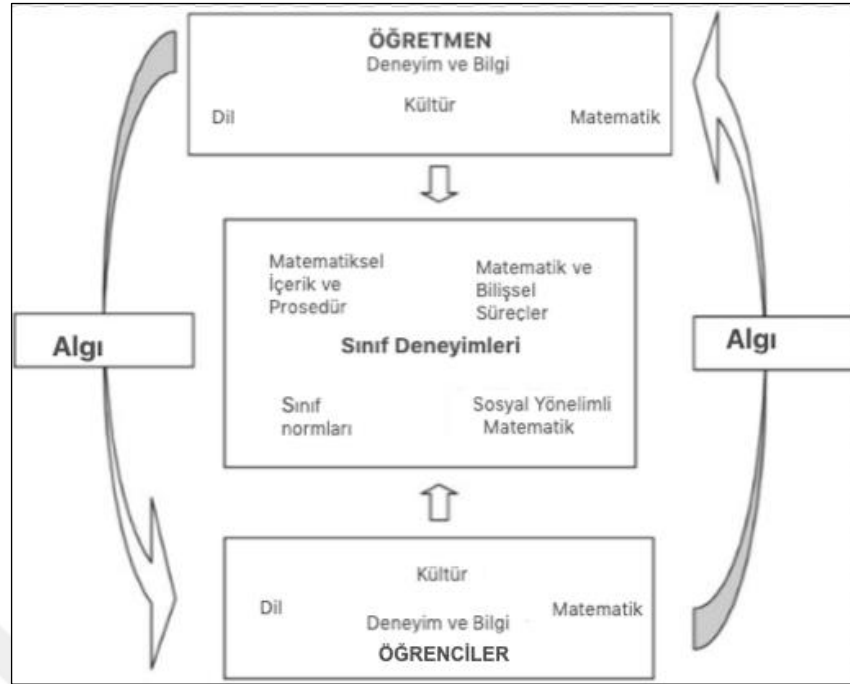 ÖĞRETMEN
Deneyim ve Bilgi
Kültür
Dil
Matematik
Matematiksel
İçerik ve
Prosedür
Matematik ve
Bilişsel
Süreçler
Algı
Sınıf Deneyimleri
Algı
Sınıf
normları
Sosyal Yönelimli
Matematik
Kültür
Dil
Matematik
Deneyim ve Bilgi
ÖĞRENCİLER